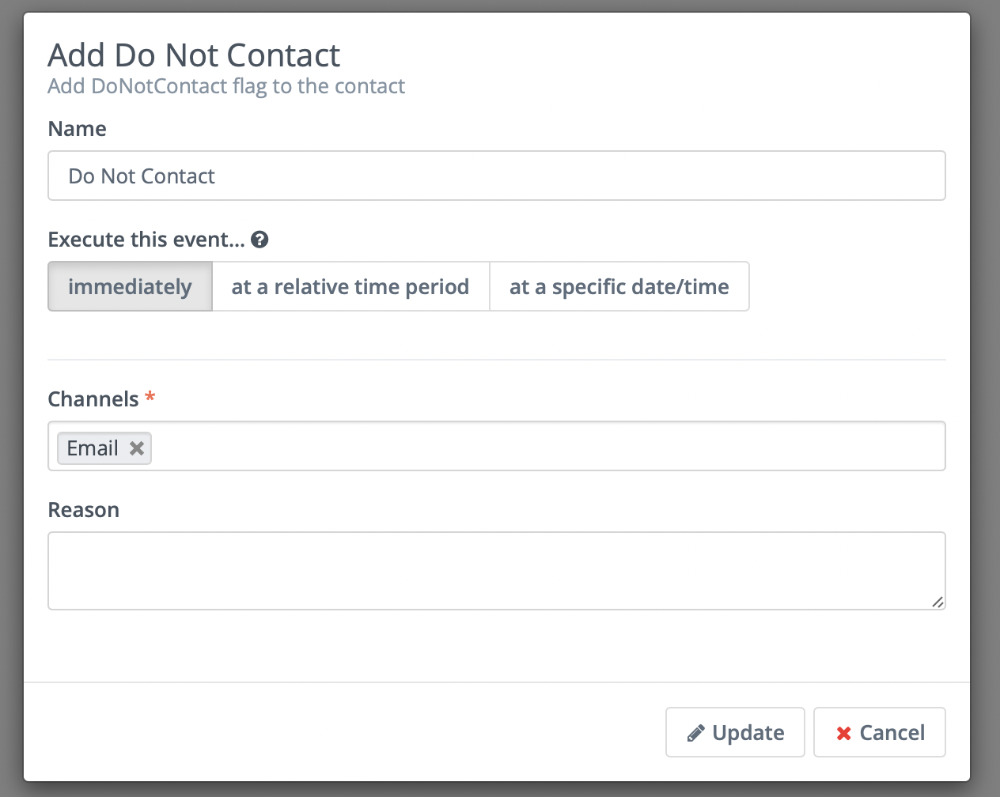 Add Do Not Contact
Add DoNotContact flag to the contact
Name
Do Not Contact
Execute this event...
immediately at a relative time period at a specific date/time
Channels *
Email
Reason
Update Cancel